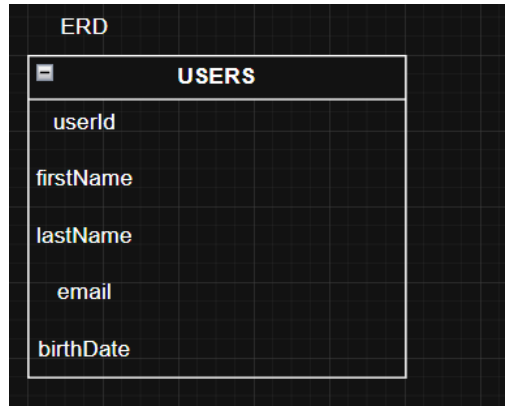 ERD
USERS
userId
firstName
lastName
email
birthDate